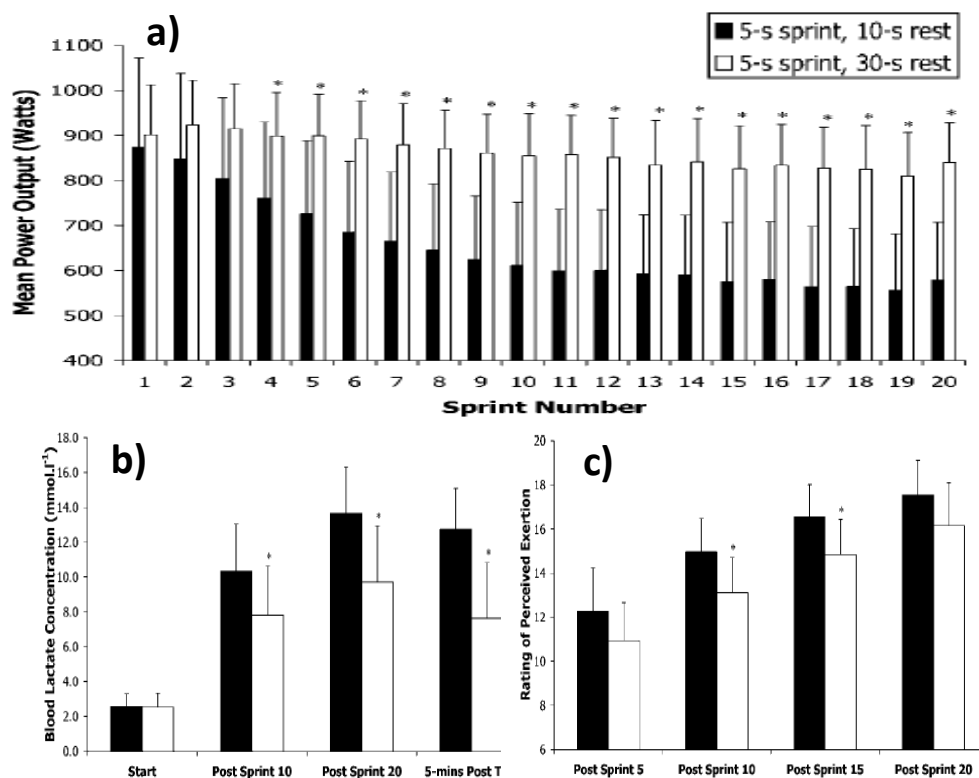 a)
5-s sprint, 10-s rest
5-s sprint, 30-s rest
Mean Power Output (Watts)
1100
1000
900
800
700
600
500
400
* * * * * * * * * * * * * * * * *
1 2 3 4 5 6 7 8 9 10 11 12 13 14 15 16 17 18 19 20
Sprint Number
b)
Blood Lactate Concentration (mmol.l⁻¹)
18.0
16.0
14.0
12.0
10.0
8.0
6.0
4.0
2.0
0.0
* * *
Start Post Sprint 10 Post Sprint 20 5-mins Post T
c)
Rating of Perceived Exertion
20
18
16
14
12
10
8
6
* * *
Post Sprint 5 Post Sprint 10 Post Sprint 15 Post Sprint 20